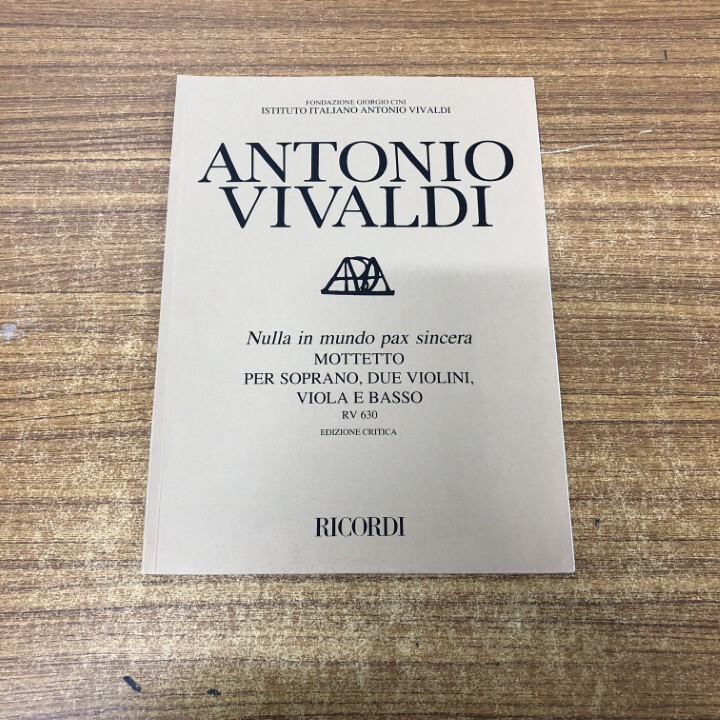 FONDAZIONE GIORGIO CINI
ISTITUTO ITALIANO ANTONIO VIVALDI
ANTONIO
VIVALDI
Nulla in mundo pax sincera
MOTTETTO
PER SOPRANO, DUE VIOLINI,
VIOLA E BASSO
RV 630
EDIZIONE CRITICA
RICORDI